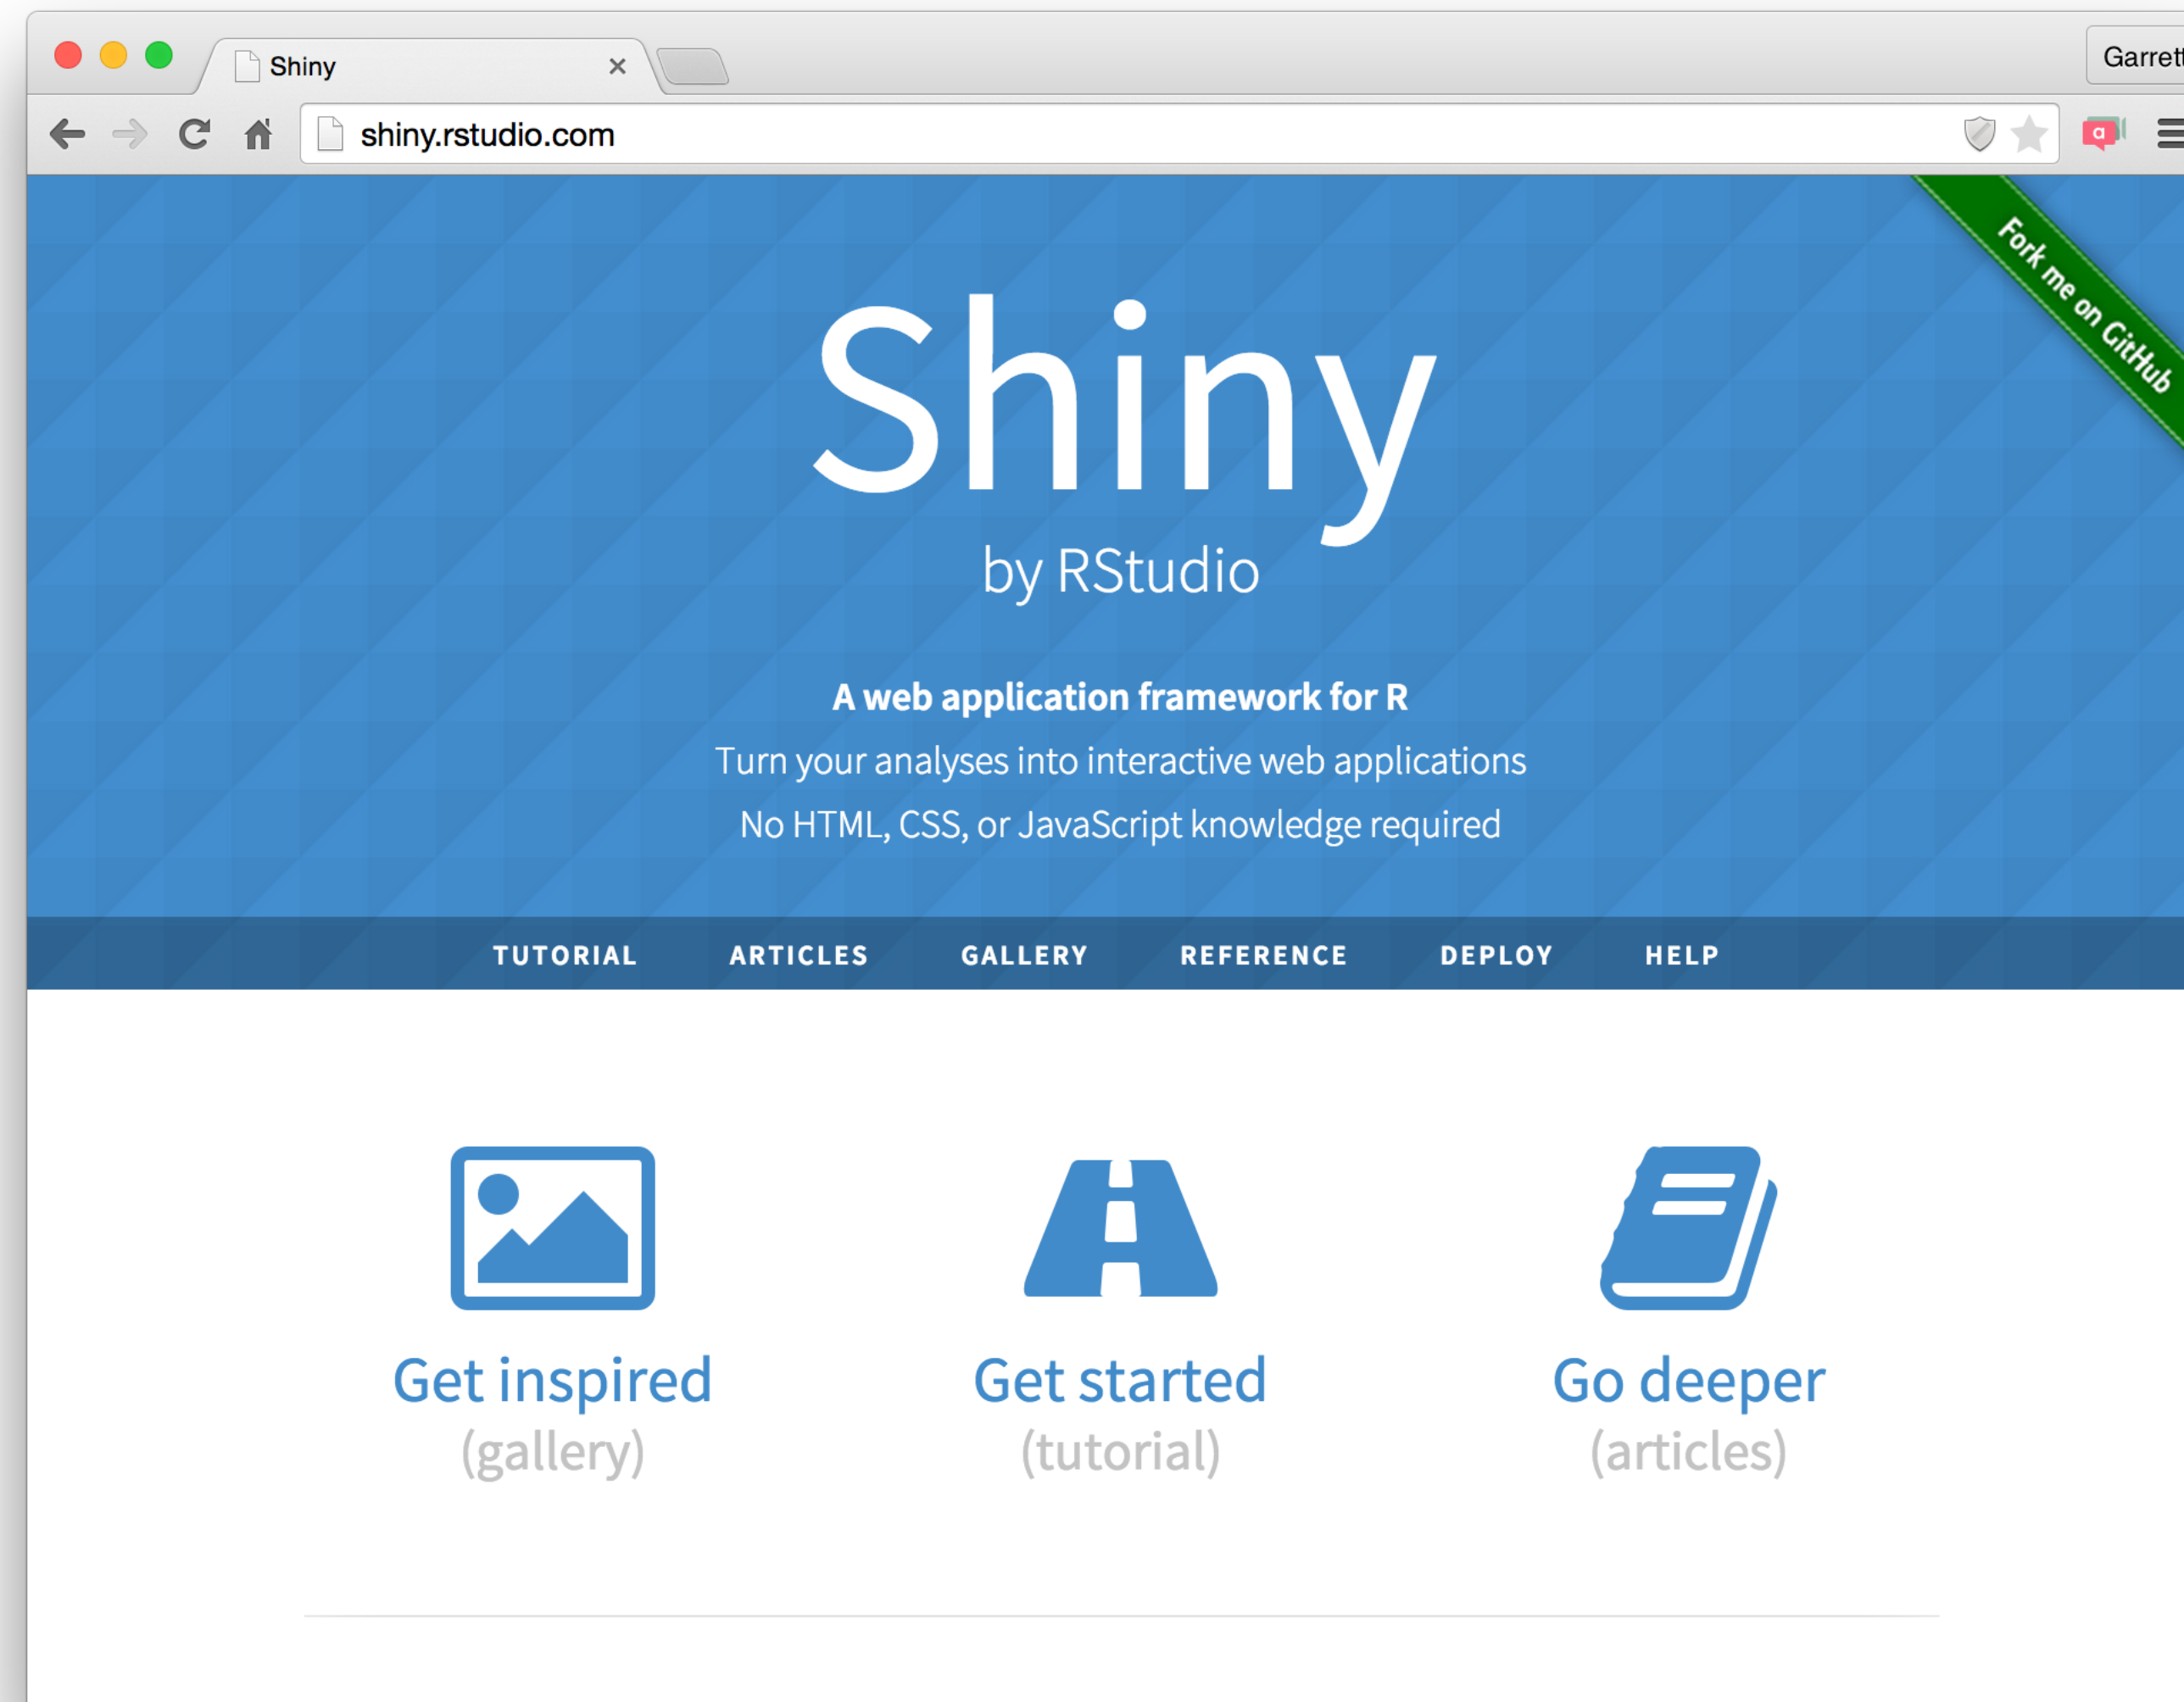 Shiny
Garrett
shiny.rstudio.com
a
Fork me on GitHub
Shiny
by RStudio
A web application framework for R
Turn your analyses into interactive web applications
No HTML, CSS, or JavaScript knowledge required
TUTORIAL ARTICLES GALLERY REFERENCE DEPLOY HELP
Get inspired Get started Go deeper
(gallery) (tutorial) (articles)